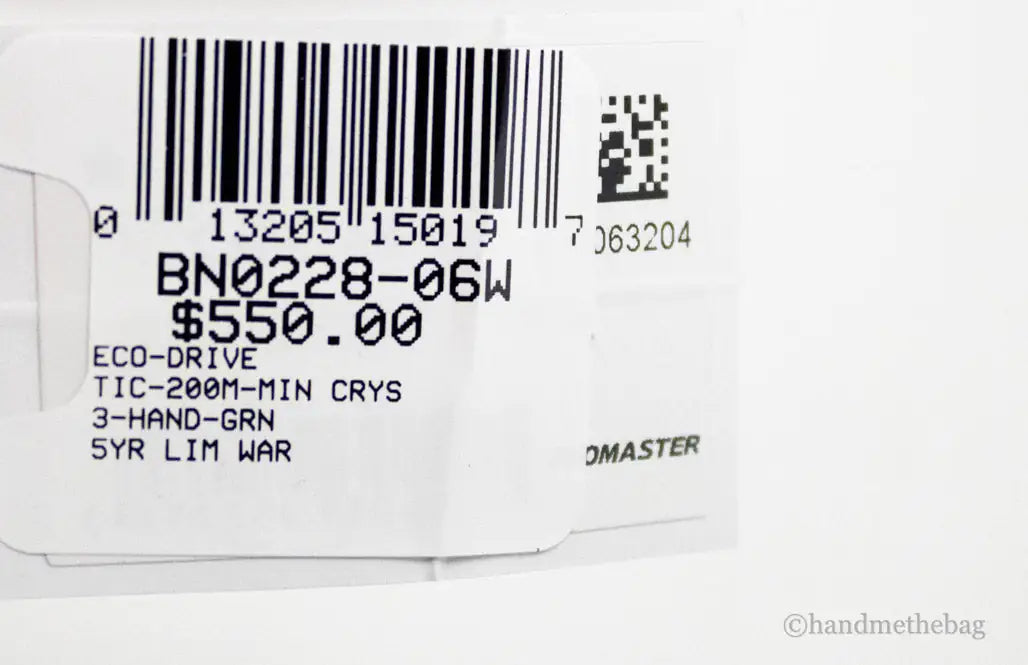 0 13205 15019 7
BN0228-06W
$550.00
ECO-DRIVE
TIC-200M-MIN CRYS
3-HAND-GRN
5YR LIM WAR
063204
OMASTER
©handmethebag